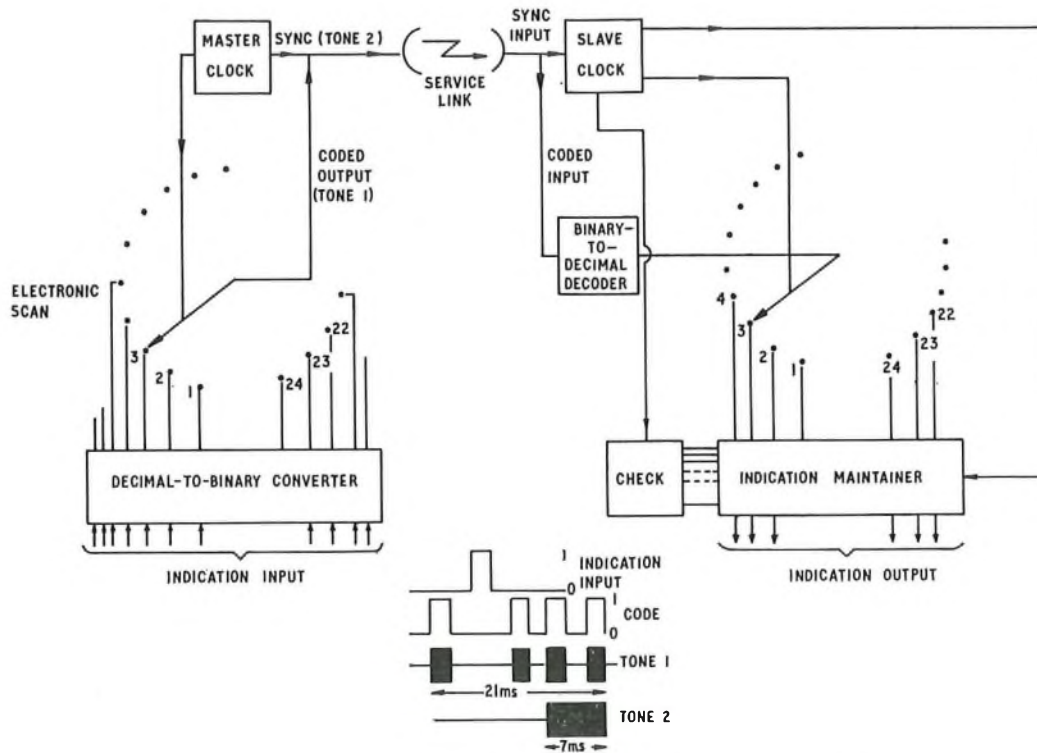 MASTER
CLOCK
SYNC (TONE 2)
SERVICE
LINK
SYNC
INPUT
SLAVE
CLOCK
CODED
OUTPUT
(TONE 1)
CODED
INPUT
BINARY-
TO-
DECIMAL
DECODER
ELECTRONIC
SCAN
3
2
1
24
23
22
4
3
2
1
24
23
22
DECIMAL-TO-BINARY CONVERTER
CHECK
INDICATION MAINTAINER
INDICATION INPUT
INDICATION OUTPUT
1
0
INDICATION
INPUT
1
0
CODE
TONE 1
21ms
TONE 2
7ms